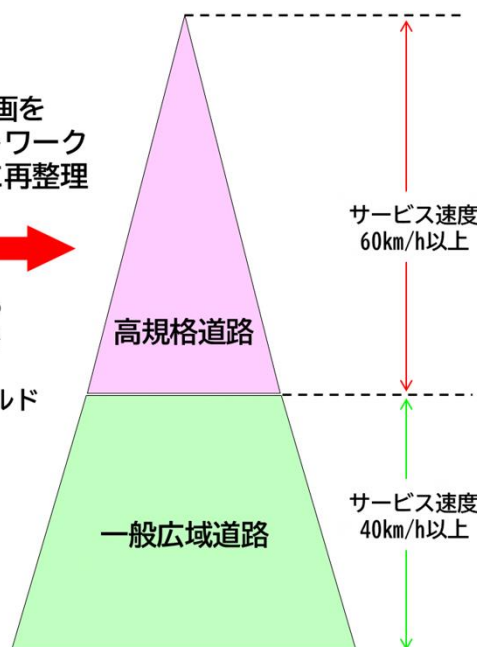 画を
ワーク
再整理
ルド
サービス速度
60km/h以上
高規格道路
サービス速度
40km/h以上
一般広域道路